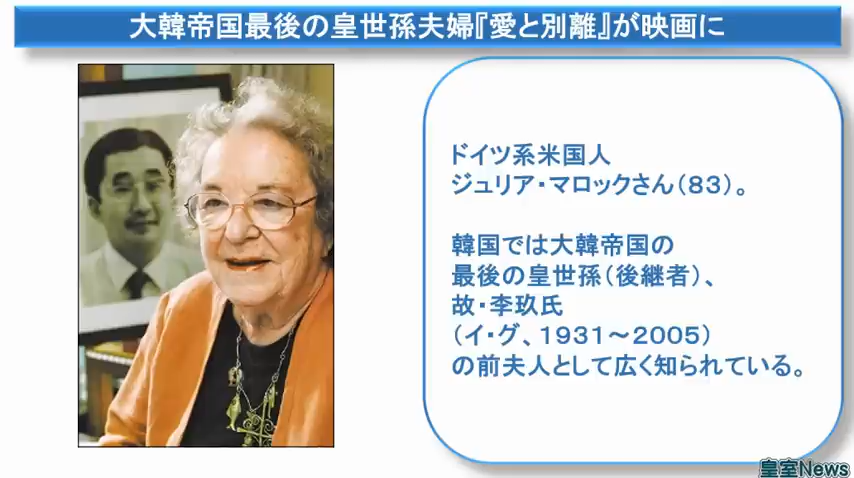 大韓帝国最後の皇世孫夫婦『愛と別離』が映画に
ドイツ系米国人
ジュリア・マロックさん（８３）。
韓国では大韓帝国の
最後の皇世孫（後継者）、
故・李玖氏
（イ・グ、１９３１～２００５）
の前夫人として広く知られている。
皇室News